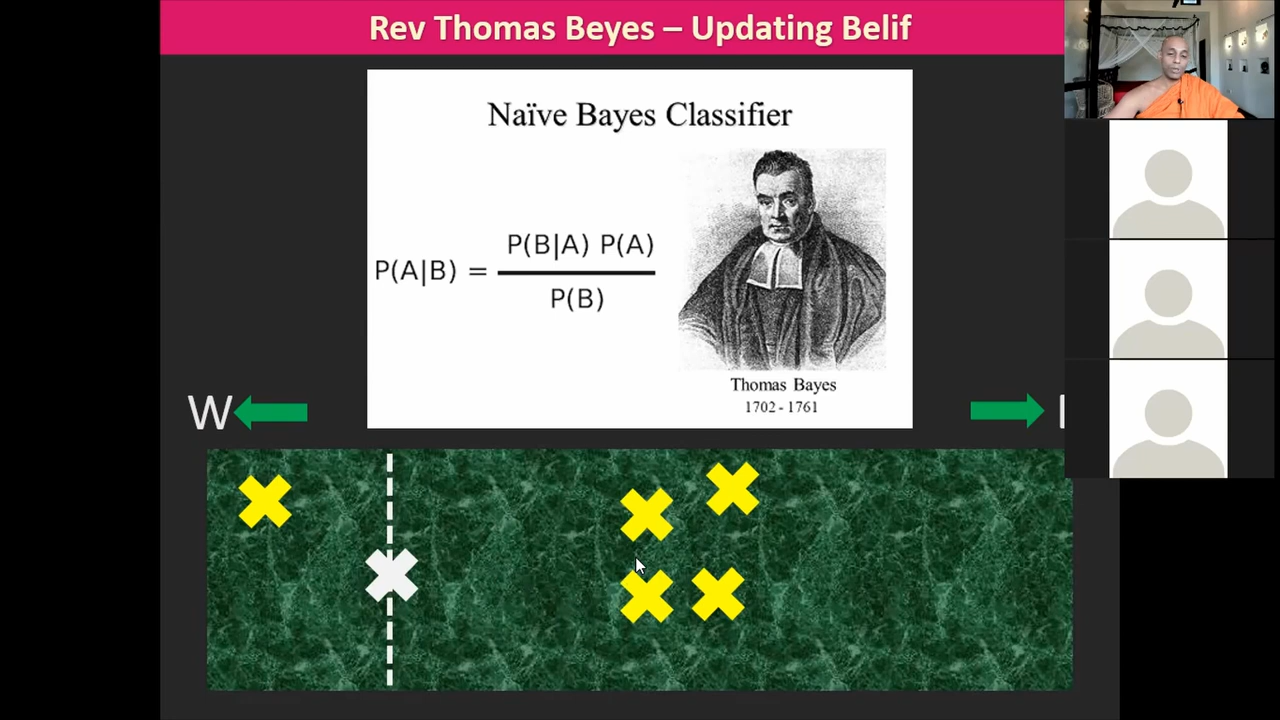 Rev Thomas Beyes – Updating Belif
Naïve Bayes Classifier
P(A|B) = P(B|A) P(A)
P(B)
Thomas Bayes
1702 - 1761
W